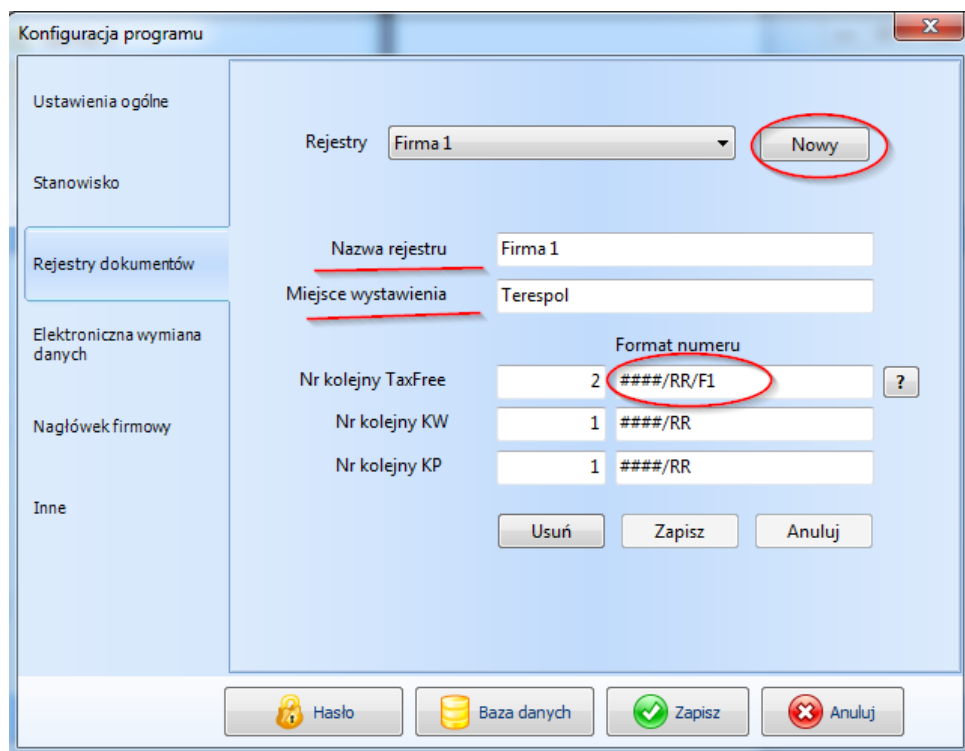 Konfiguracja programu
Ustawienia ogólne
Stanowisko
Rejestry dokumentów
Elektroniczna wymiana
danych
Nagłówek firmowy
Inne
Rejestry Firma 1 Nowy
Nazwa rejestru Firma 1
Miejsce wystawienia Terespol
Format numeru
Nr kolejny TaxFree 2 ####/RR/F1 ?
Nr kolejny KW 1 ####/RR
Nr kolejny KP 1 ####/RR
Usuń Zapisz Anuluj
Hasło Baza danych Zapisz Anuluj